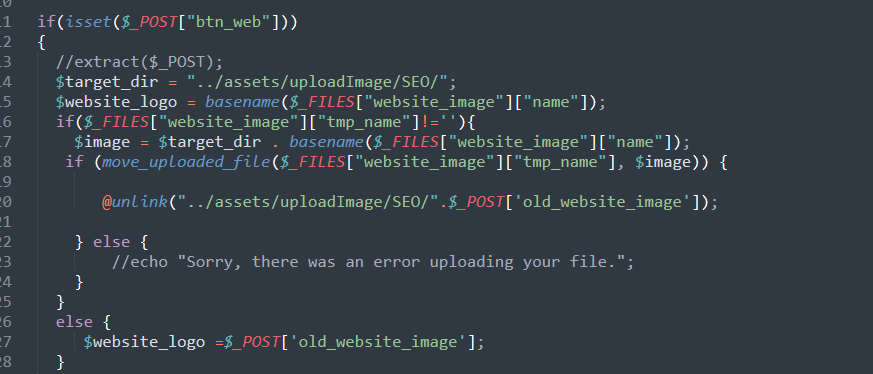 11 if(isset($_POST["btn_web"]))
12 {
13 //extract($_POST);
14 $target_dir = "../assets/uploadImage/SEO/";
15 $website_logo = basename($_FILES["website_image"]["name"]);
16 if($_FILES["website_image"]["tmp_name"]!=''){
17 $image = $target_dir . basename($_FILES["website_image"]["name"]);
18 if (move_uploaded_file($_FILES["website_image"]["tmp_name"], $image)) {
19
20 @unlink("../assets/uploadImage/SEO/".$_POST['old_website_image']);
21
22 } else {
23 //echo "Sorry, there was an error uploading your file.";
24 }
25 }
26 else {
27 $website_logo =$_POST['old_website_image'];
28 }